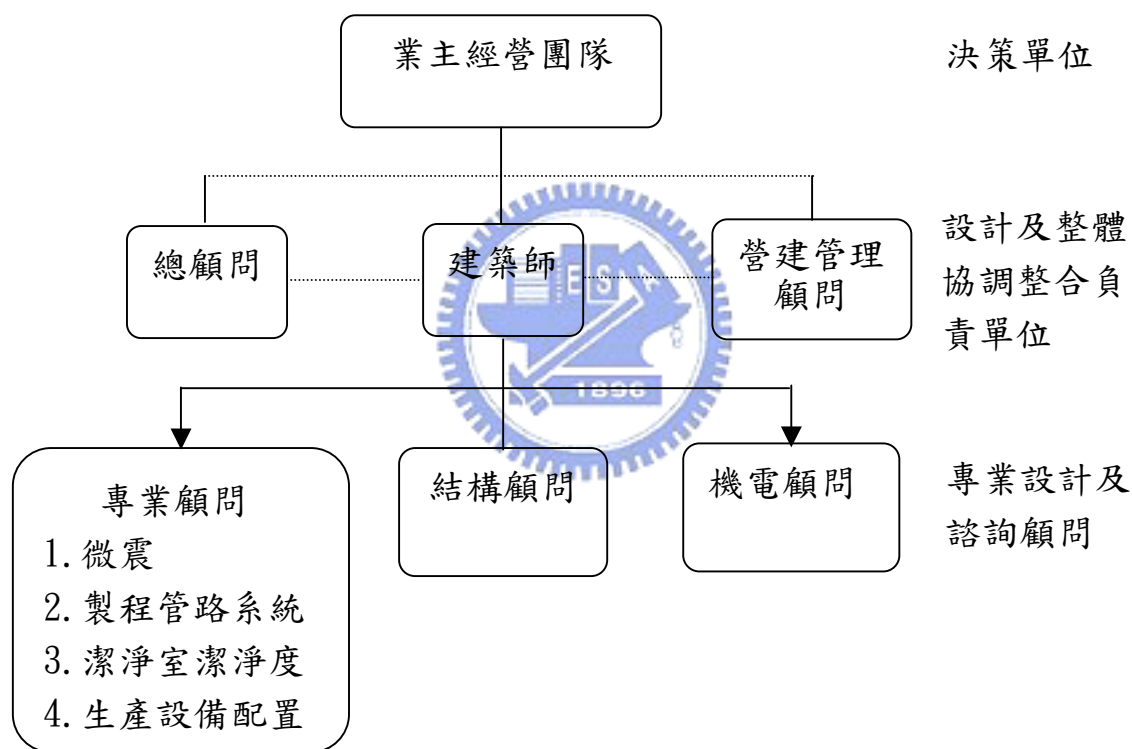 業主經營團隊
決策單位
總顧問
建築師
營建管理
顧問
設計及整體
協調整合負
責單位
ES
1896
專業顧問
1.微震
2.製程管路系統
3.潔淨室潔淨度
4.生產設備配置
結構顧問
機電顧問
專業設計及
諮詢顧問